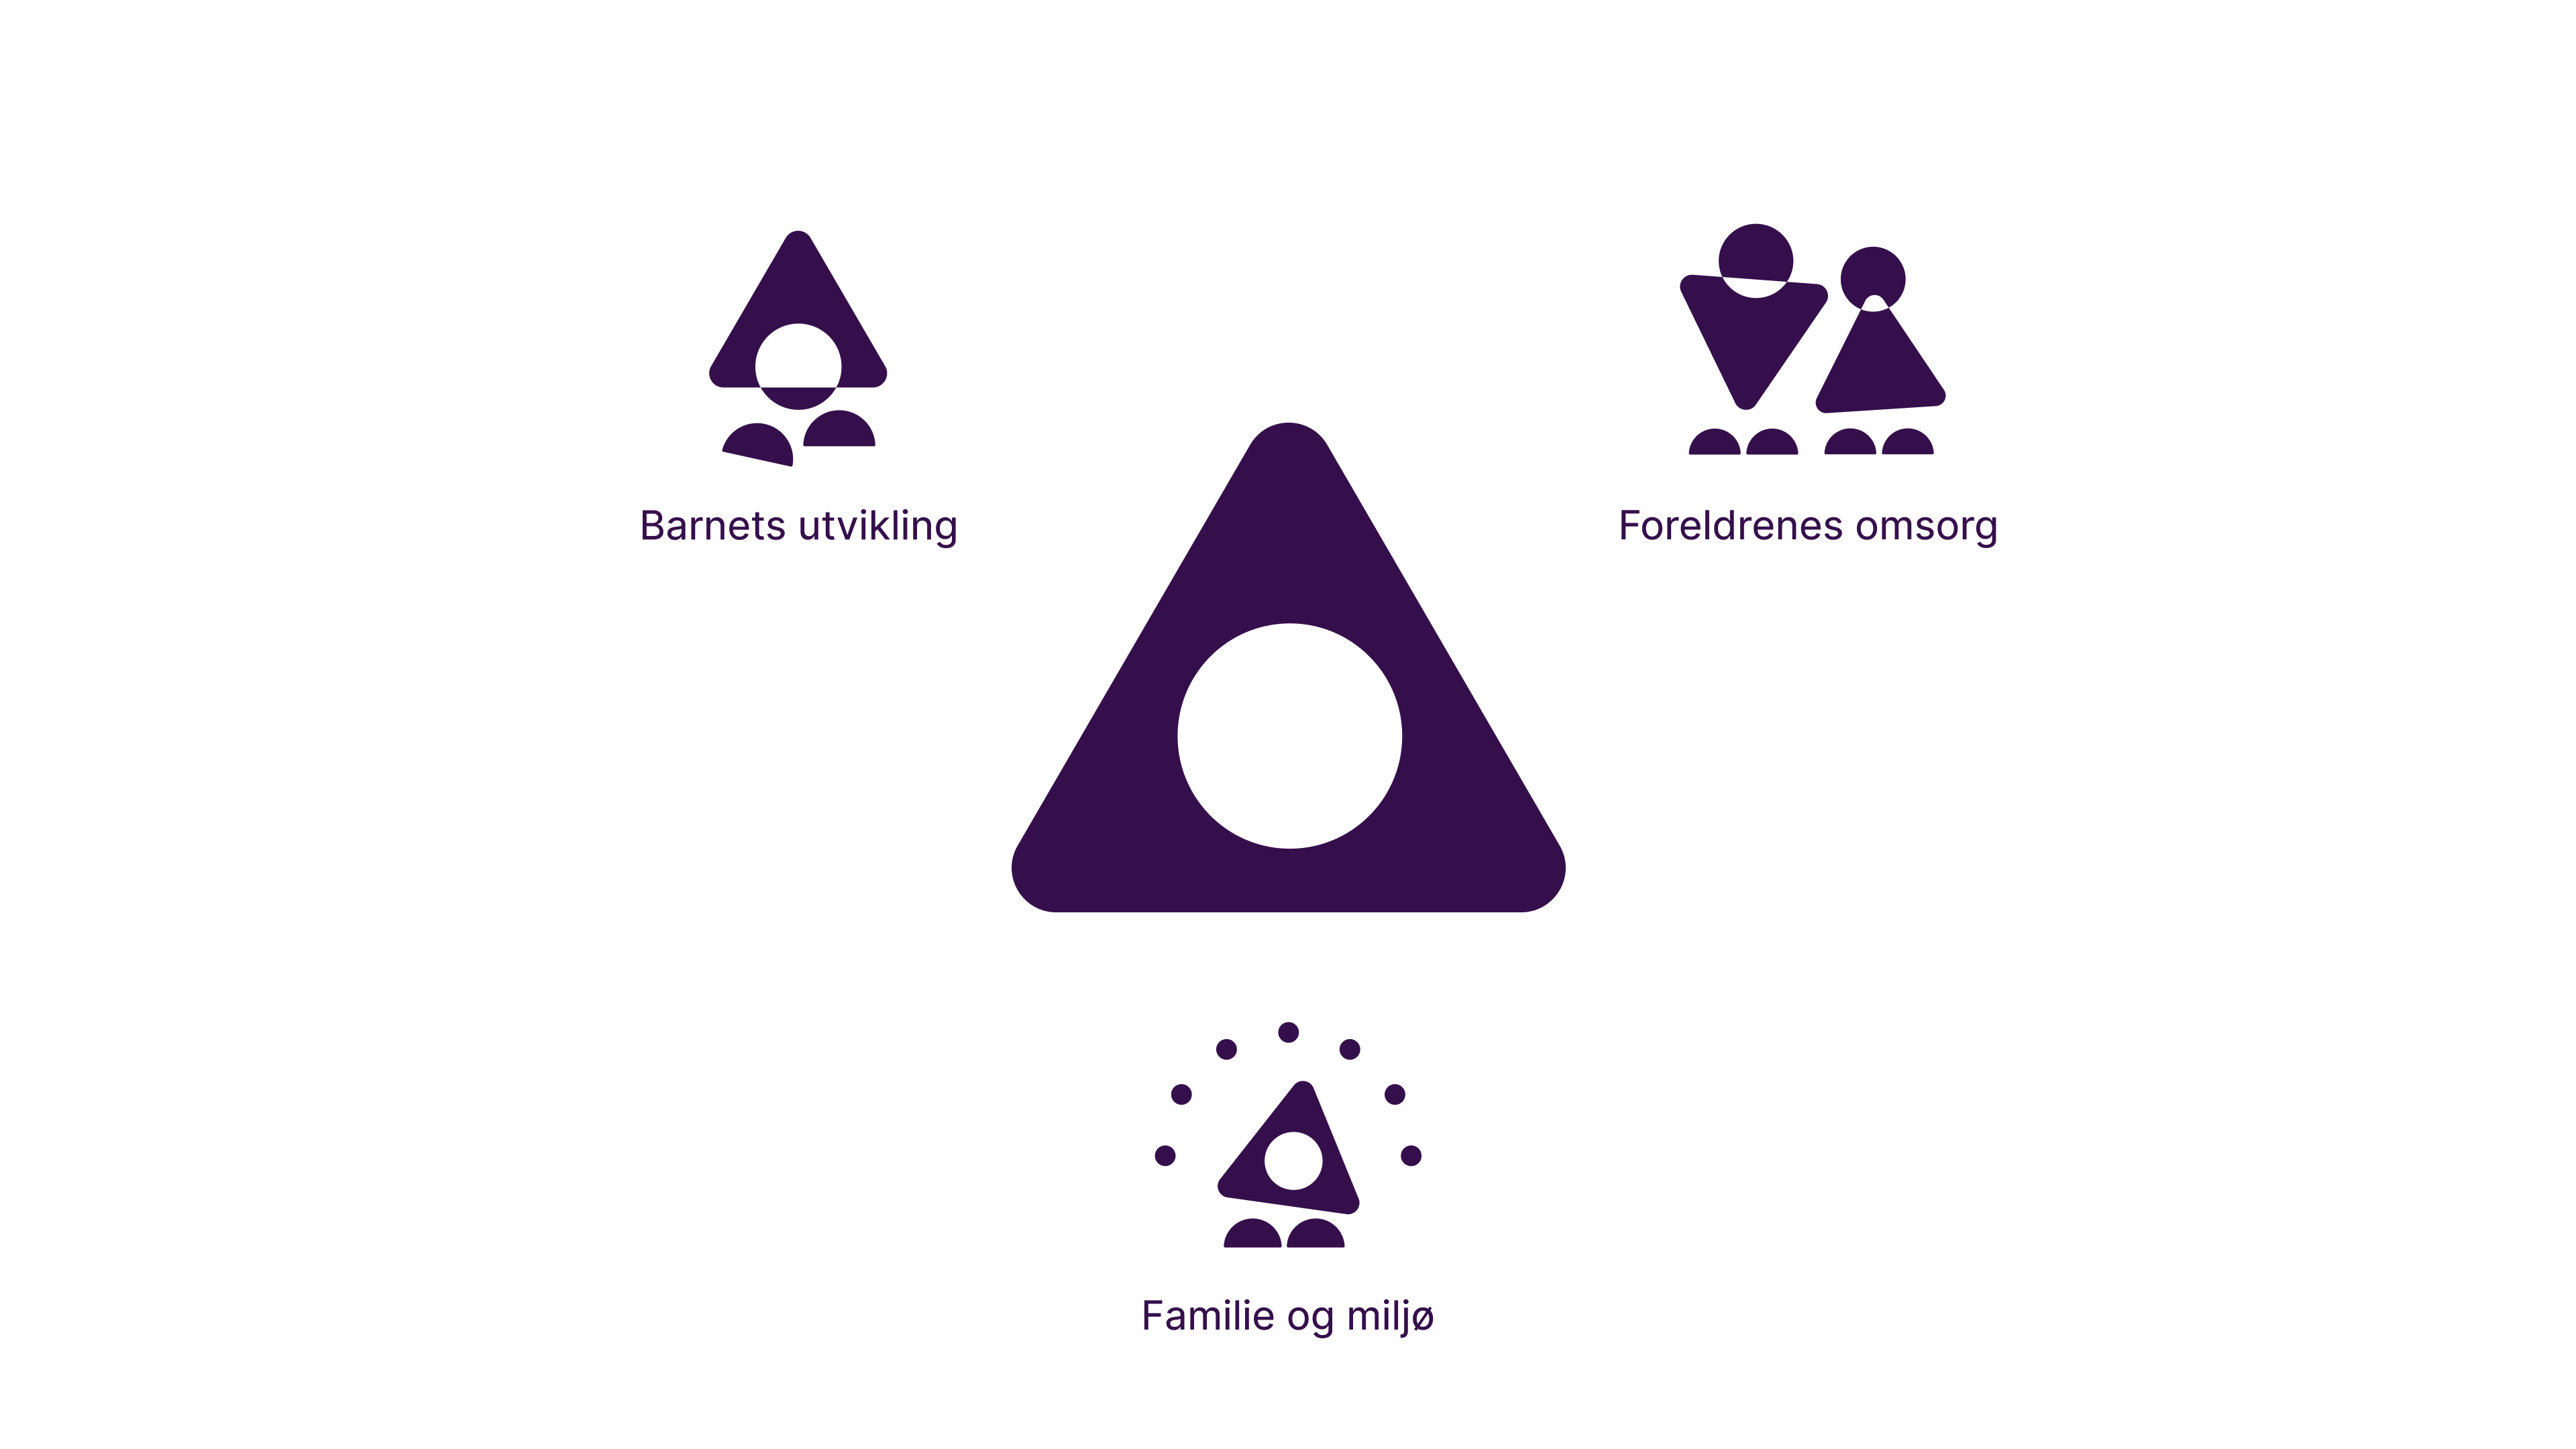 Barnets utvikling
Foreldrenes omsorg
Familie og miljø